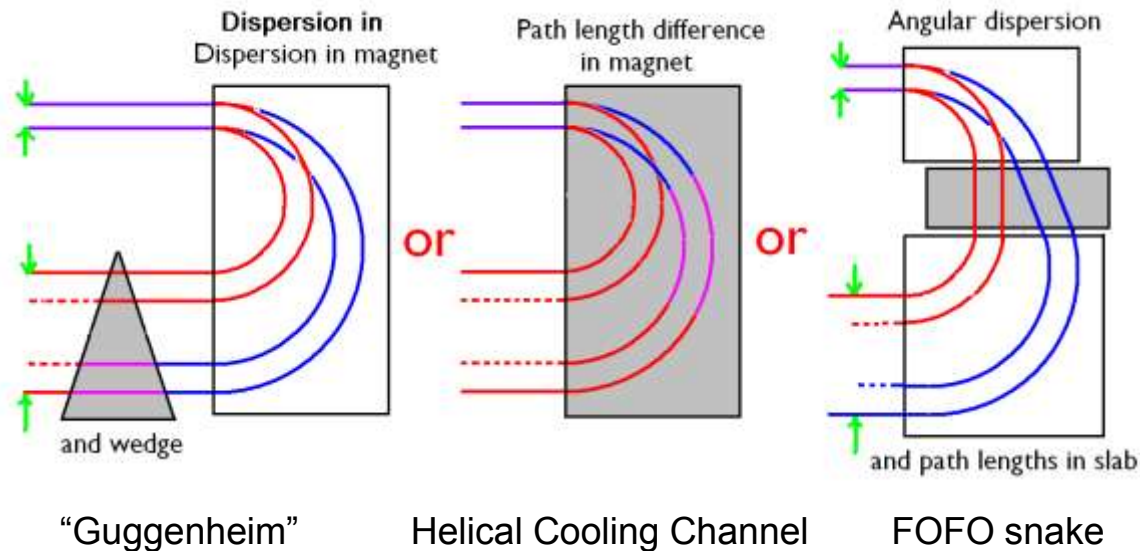 Dispersion in
Dispersion in magnet
and wedge
or
Path length difference
in magnet
or
Angular dispersion
and path lengths in slab
“Guggenheim”
Helical Cooling Channel
FOFO snake